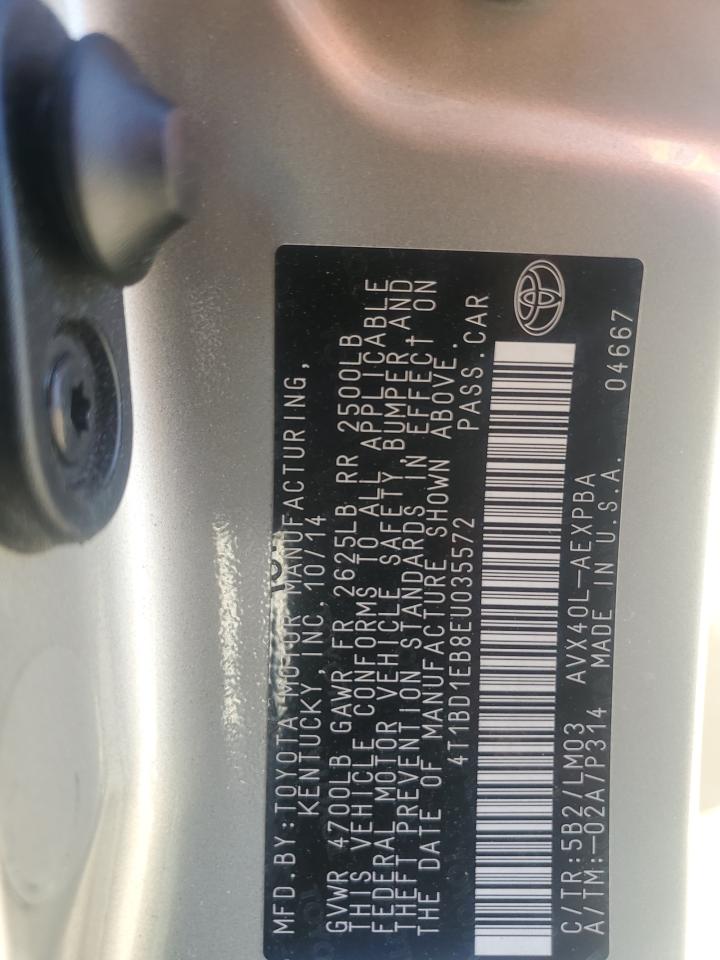 MFD.BY:TOYOTA MOTOR MANUFACTURING,
KENTUCKY, INC. 10/14
GVWR 4700LB GAWR FR 2625LB RR 2500LB
THIS VEHICLE CONFORMS TO ALL APPLICABLE
FEDERAL MOTOR VEHICLE SAFETY, BUMPER, AND
THEFT PREVENTION STANDARDS IN EFFECT ON
THE DATE OF MANUFACTURE SHOWN ABOVE.
4T1BD1EB8EU035572 PASS.CAR
C/TR:5B2/LM03 AVX40L-AEXPBA
A/TM:-02A/P314 MADE IN U.S.A. 04667